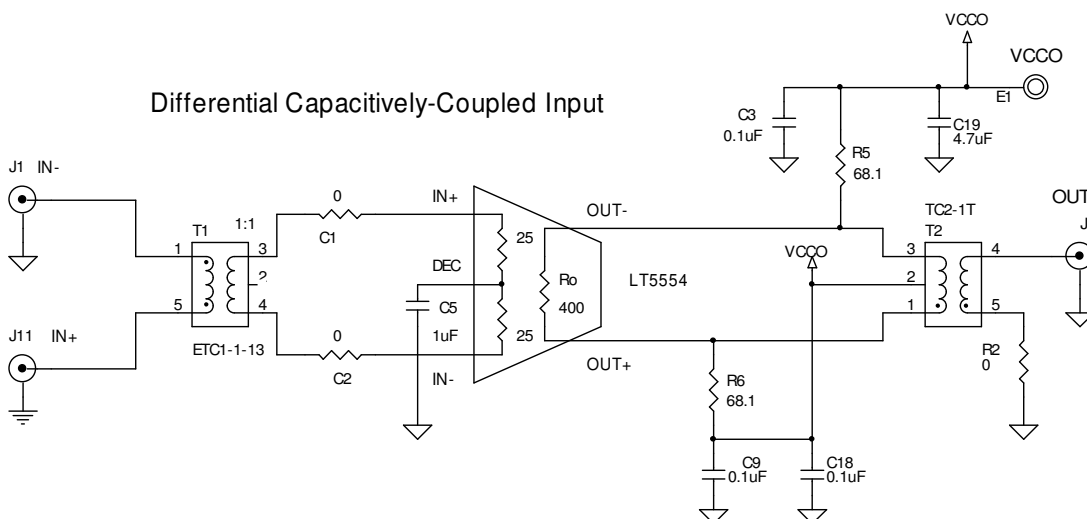 VCCO
VCCO
E1
Differential Capacitively-Coupled Input
C3
0.1uF
C19
4.7uF
R5
68.1
J1 IN-
0
C1
IN+
OUT-
TC2-1T
T2
OUT
J
T1
1:1
1
3
2
5
4
25
DEC
C5
1uF
Ro
400
25
LT5554
VCCO
3
2
1
4
5
J11 IN+
ETC1-1-13
0
C2
IN-
OUT+
R2
0
R6
68.1
C9
0.1uF
C18
0.1uF